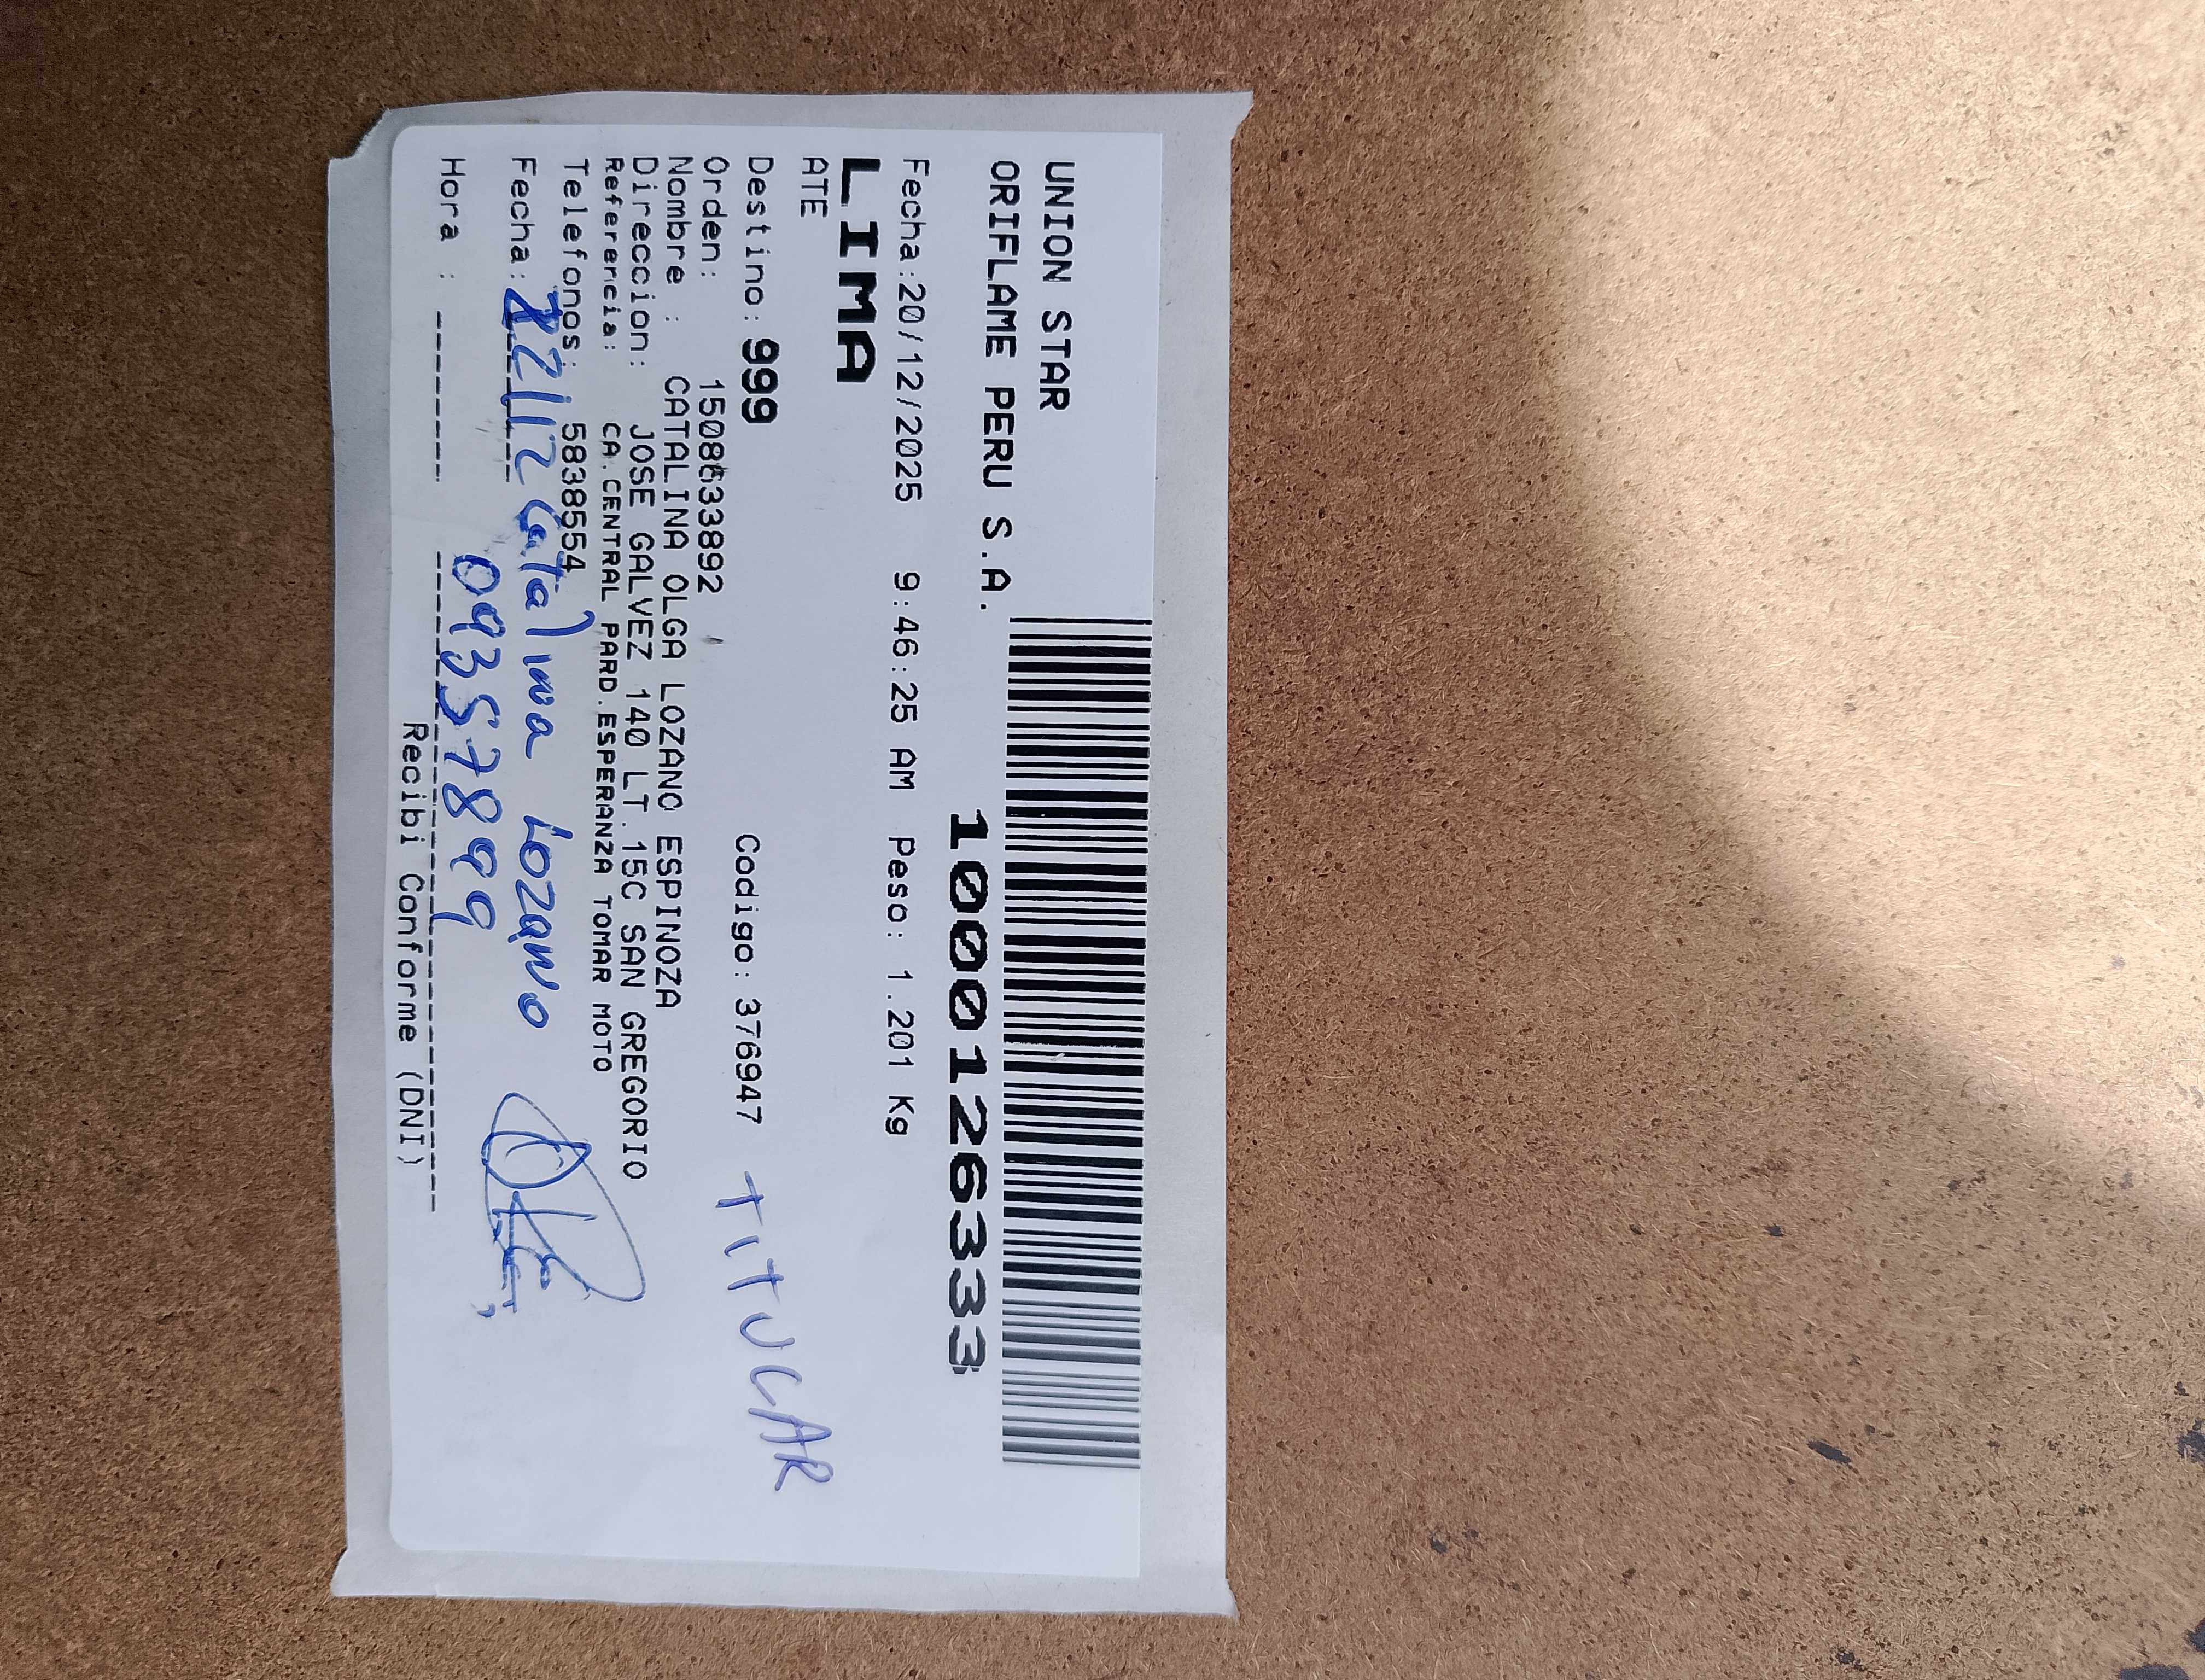 UNION STAR
ORIFLAME PERU S.A.
10001263333
Fecha:20/12/2025 9:46:25 AM Peso: 1.201 Kg
LIMA
ATE
Destino: 999 Codigo: 376947 TITULAR
Orden: 1508633892
Nombre : CATALINA OLGA LOZANO ESPINOZA
Direccion: JOSE GALVEZ 140 LT.15C SAN GREGORIO
Referencia: CA.CENTRAL PARD.ESPERANZA TOMAR MOTO
Telefonos: 5838554
Fecha: 22/12 Catalina Lozano
Hora : 09357899
Recibi Conforme (DNI)